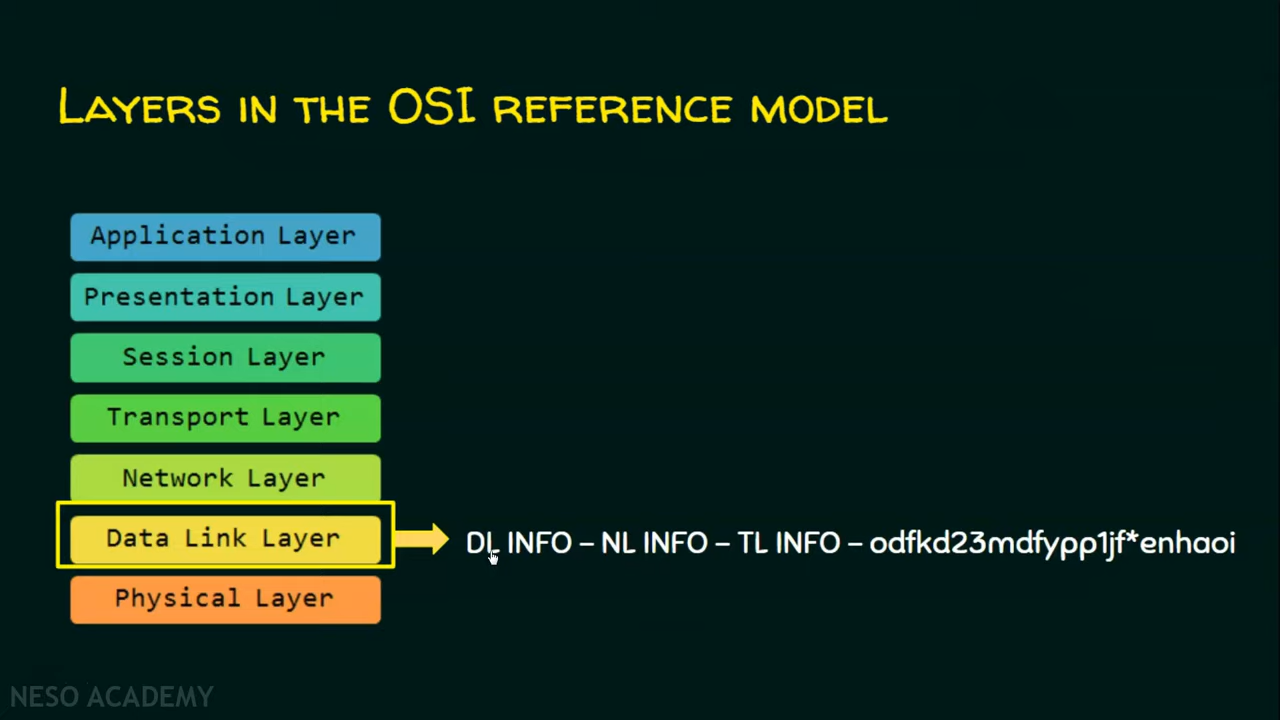 LAYERS IN THE OSI REFERENCE MODEL
Application Layer
Presentation Layer
Session Layer
Transport Layer
Network Layer
Data Link Layer
DL INFO – NL INFO – TL INFO – odfkd23mdfypp1jf*enhaoi
Physical Layer
NESO ACADEMY